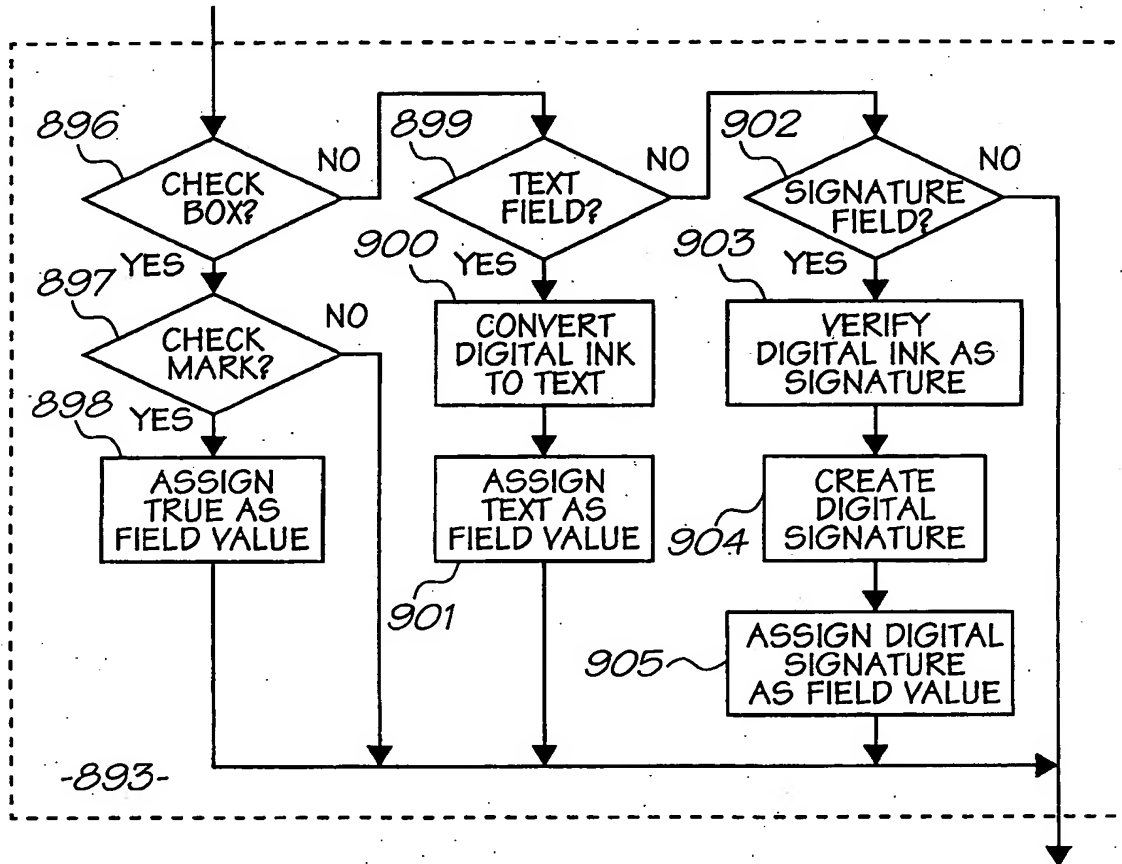 896
CHECK
BOX?
NO
YES
897
CHECK
MARK?
NO
YES
898
ASSIGN
TRUE AS
FIELD VALUE
899
TEXT
FIELD?
NO
YES
900
CONVERT
DIGITAL INK
TO TEXT
ASSIGN
TEXT AS
FIELD VALUE
901
902
SIGNATURE
FIELD?
NO
YES
903
VERIFY
DIGITAL INK AS
SIGNATURE
CREATE
DIGITAL
SIGNATURE
904
ASSIGN DIGITAL
SIGNATURE
AS FIELD VALUE
905
-893-